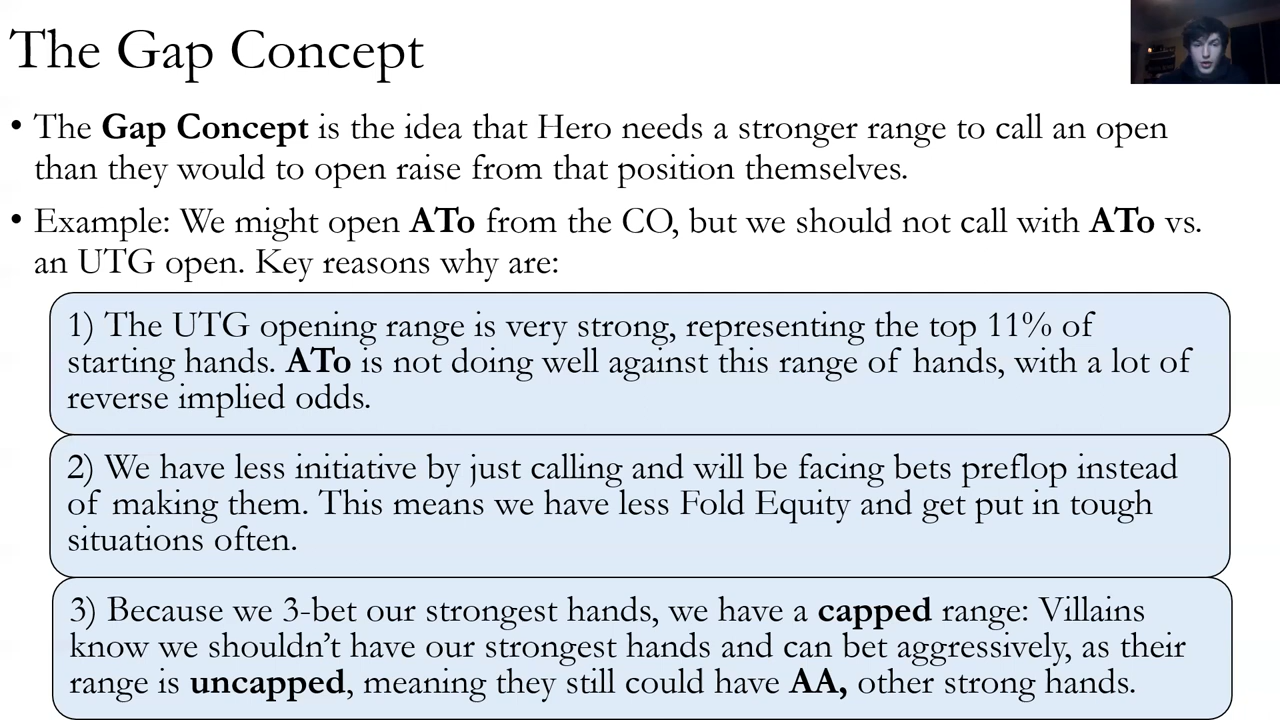 The Gap Concept
• The Gap Concept is the idea that Hero needs a stronger range to call an open
than they would to open raise from that position themselves.
• Example: We might open ATo from the CO, but we should not call with ATo vs.
an UTG open. Key reasons why are:
1) The UTG opening range is very strong, representing the top 11% of
starting hands. ATo is not doing well against this range of hands, with a lot of
reverse implied odds.
2) We have less initiative by just calling and will be facing bets preflop instead
of making them. This means we have less Fold Equity and get put in tough
situations often.
3) Because we 3-bet our strongest hands, we have a capped range: Villains
know we shouldn't have our strongest hands and can bet aggressively, as their
range is uncapped, meaning they still could have AA, other strong hands.